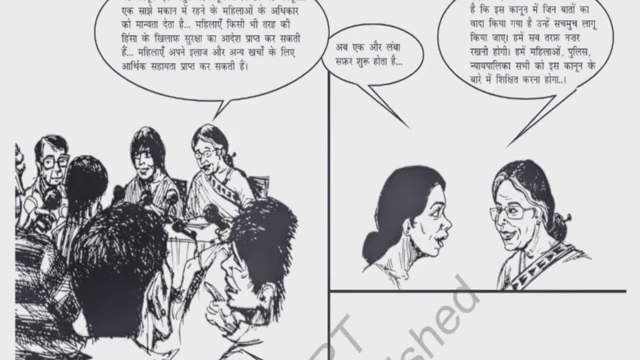 एक साझे मकान में रहने के महिलाओं के अधिकार
को मान्यता देता है... महिलाएँ किसी भी तरह की
हिंसा के खिलाफ़ सुरक्षा का आदेश प्राप्त कर सकती
हैं... महिलाएँ अपने इलाज और अन्य खर्चों के लिए
आर्थिक सहायता प्राप्त कर सकती हैं।
अब एक और लंबा
सफ़र शुरू होता है...
है कि इस कानून में जिन बातों का
वादा किया गया है उन्हें सचमुच लागू
किया जाए। हमें सब तरफ़ नज़र
रखनी होगी। हमें महिलाओं, पुलिस,
न्यायपालिका सभी को इस कानून के
बारे में शिक्षित करना होगा..।